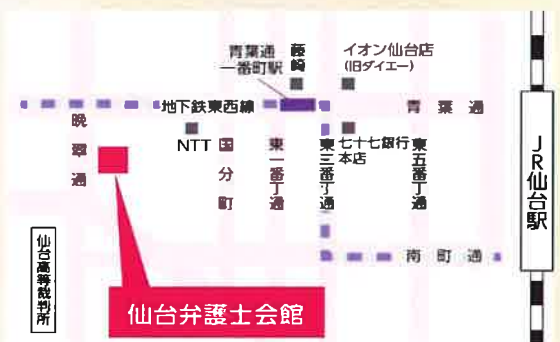 青葉通
一番町駅
藤崎
イオン仙台店
(旧ダイエー)
地下鉄東西線
青葉通
晩翠通
NTT
国分町
東一番丁通
東三番丁通
七十七銀行
本店
東五番丁通
JR仙台駅
南町通
仙台高等裁判所
仙台弁護士会館